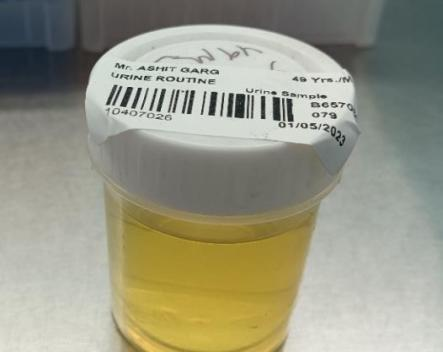 Mr. ASHIT GARG
49 Yrs./M
URINE ROUTINE
Urine Sample
10407026
079
01/05/2023